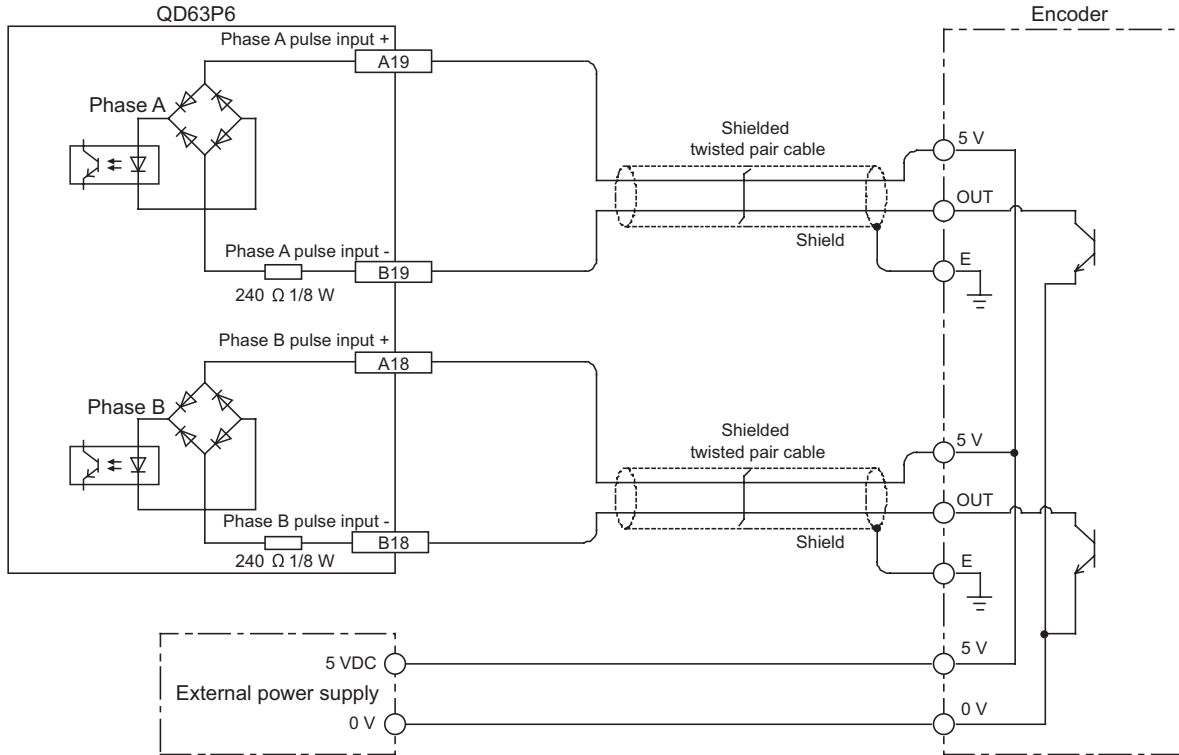 QD63P6
Encoder
Phase A pulse input +
A19
Phase A
Shielded
twisted pair cable
5 V
OUT
Shield
Phase A pulse input -
B19
240 Ω 1/8 W
E
Phase B pulse input +
A18
Phase B
Shielded
twisted pair cable
5 V
OUT
Shield
Phase B pulse input -
B18
240 Ω 1/8 W
E
5 VDC
5 V
External power supply
0 V
0 V